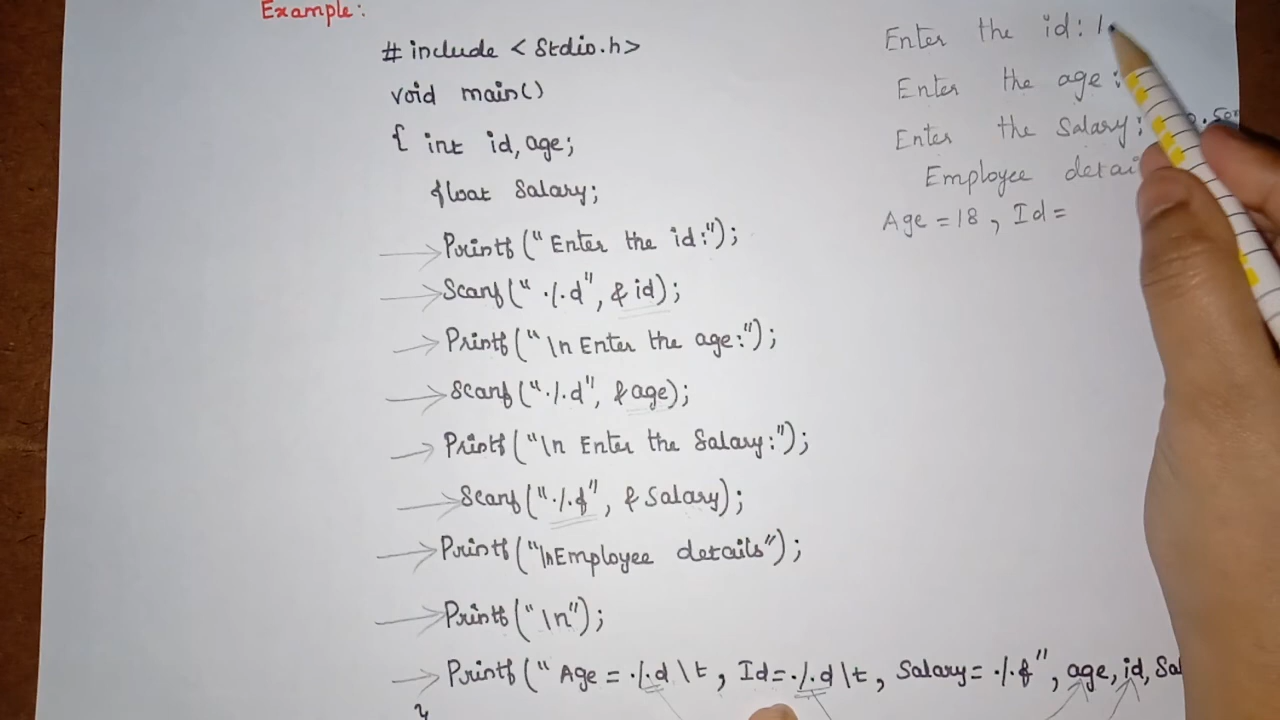 Example:
#include <Stdio.h>
void main()
{ int id, age;
float Salary;
Printf("Enter the id:");
Scanf("%d", &id);
Printf("\n Enter the age:");
Scanf("%d", &age);
Printf("\n Enter the Salary:");
Scanf("%f", &Salary);
Printf("\nEmployee details");
Printf("\n");
Printf("Age = %d\t, Id=%d\t, Salary= %f", age, id,
}
Enter the id: 1
Enter the age:
Enter the Salary:
Employee
Age = 18, Id=